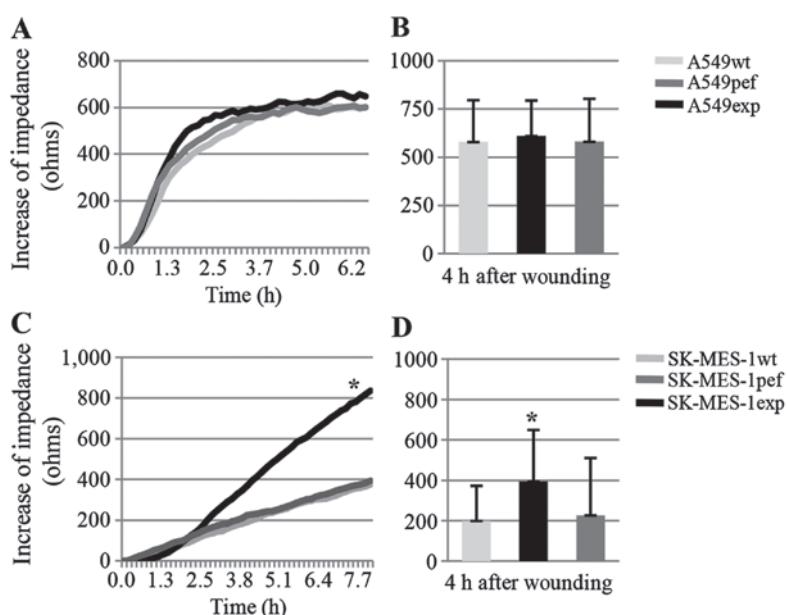 A
Increase of impedance
(ohms)
800
600
400
200
0
0.0 1.3 2.5 3.7 5.0 6.2
Time (h)
B
1000
750
500
250
0
4 h after wounding
A549wt
A549pef
A549exp
C
Increase of impedance
(ohms)
1,000
800
600
400
200
0
0.0 1.3 2.5 3.8 5.1 6.4 7.7
Time (h)
*
D
1000
800
600
400
200
0
*
4 h after wounding
SK-MES-1wt
SK-MES-1pef
SK-MES-1exp